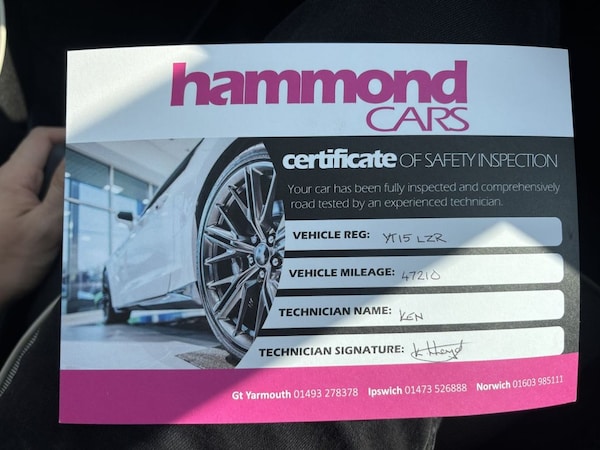 hammond
CARS
certificate OF SAFETY INSPECTION
Your car has been fully inspected and comprehensively
road tested by an experienced technician.
VEHICLE REG: YT15 LZR
VEHICLE MILEAGE: 47210
TECHNICIAN NAME: KEN
TECHNICIAN SIGNATURE:
Gt Yarmouth 01493 278378 Ipswich 01473 526888 Norwich 01603 985111